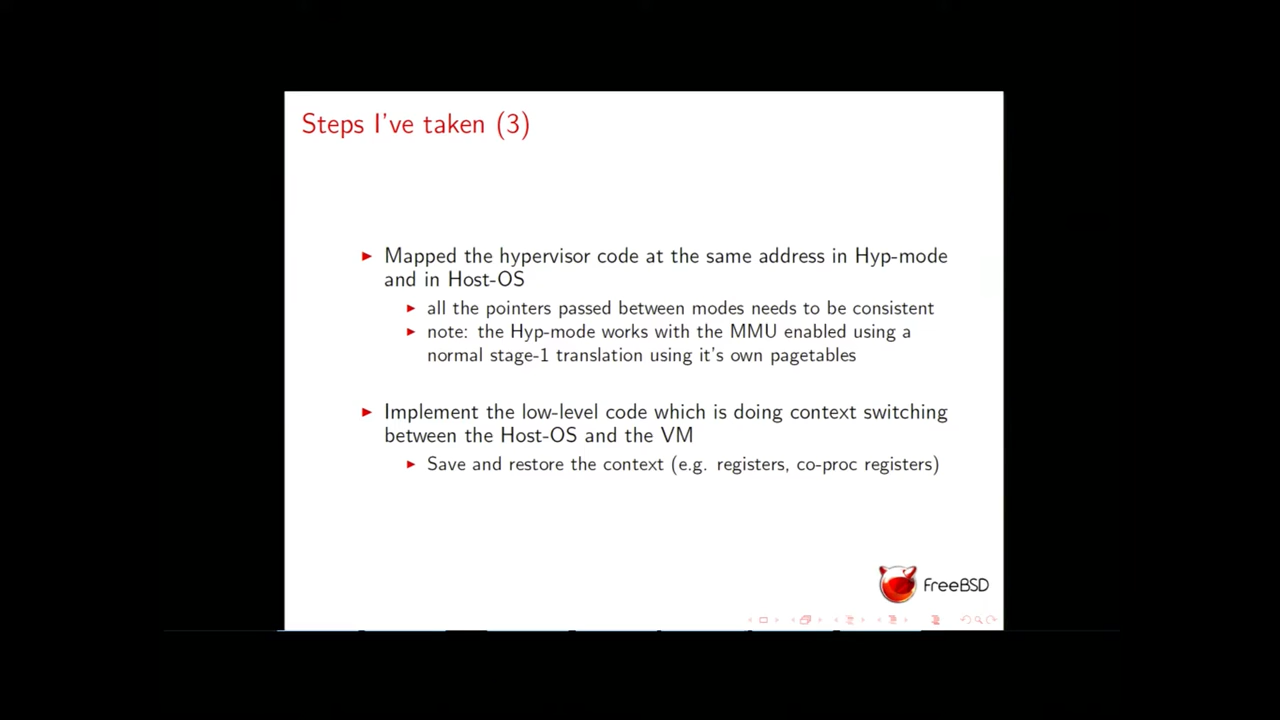 Steps I've taken (3)
Mapped the hypervisor code at the same address in Hyp-mode
and in Host-OS
all the pointers passed between modes needs to be consistent
note: the Hyp-mode works with the MMU enabled using a
normal stage-1 translation using it's own pagetables
Implement the low-level code which is doing context switching
between the Host-OS and the VM
Save and restore the context (e.g. registers, co-proc registers)
FreeBSD